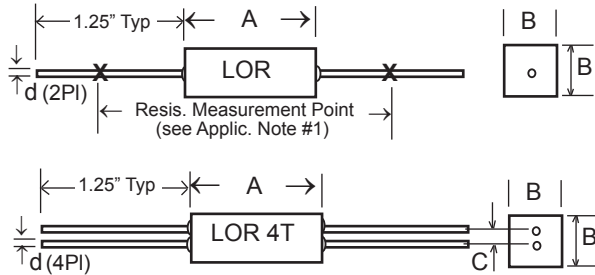 1.25” Typ
A
B
LOR
B
d (2Pl)
Resis. Measurement Point
(see Applic. Note #1)
1.25” Typ
A
B
LOR 4T
B
d (4Pl)
C